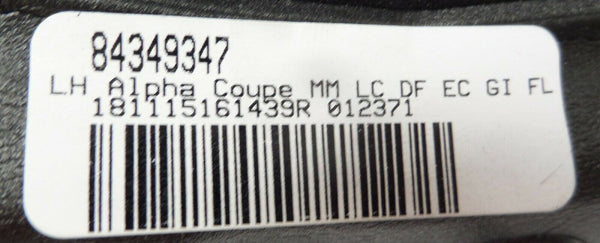 84349347
LH Alpha Coupe MM LC DF EC GI FL
181115161439R 012371